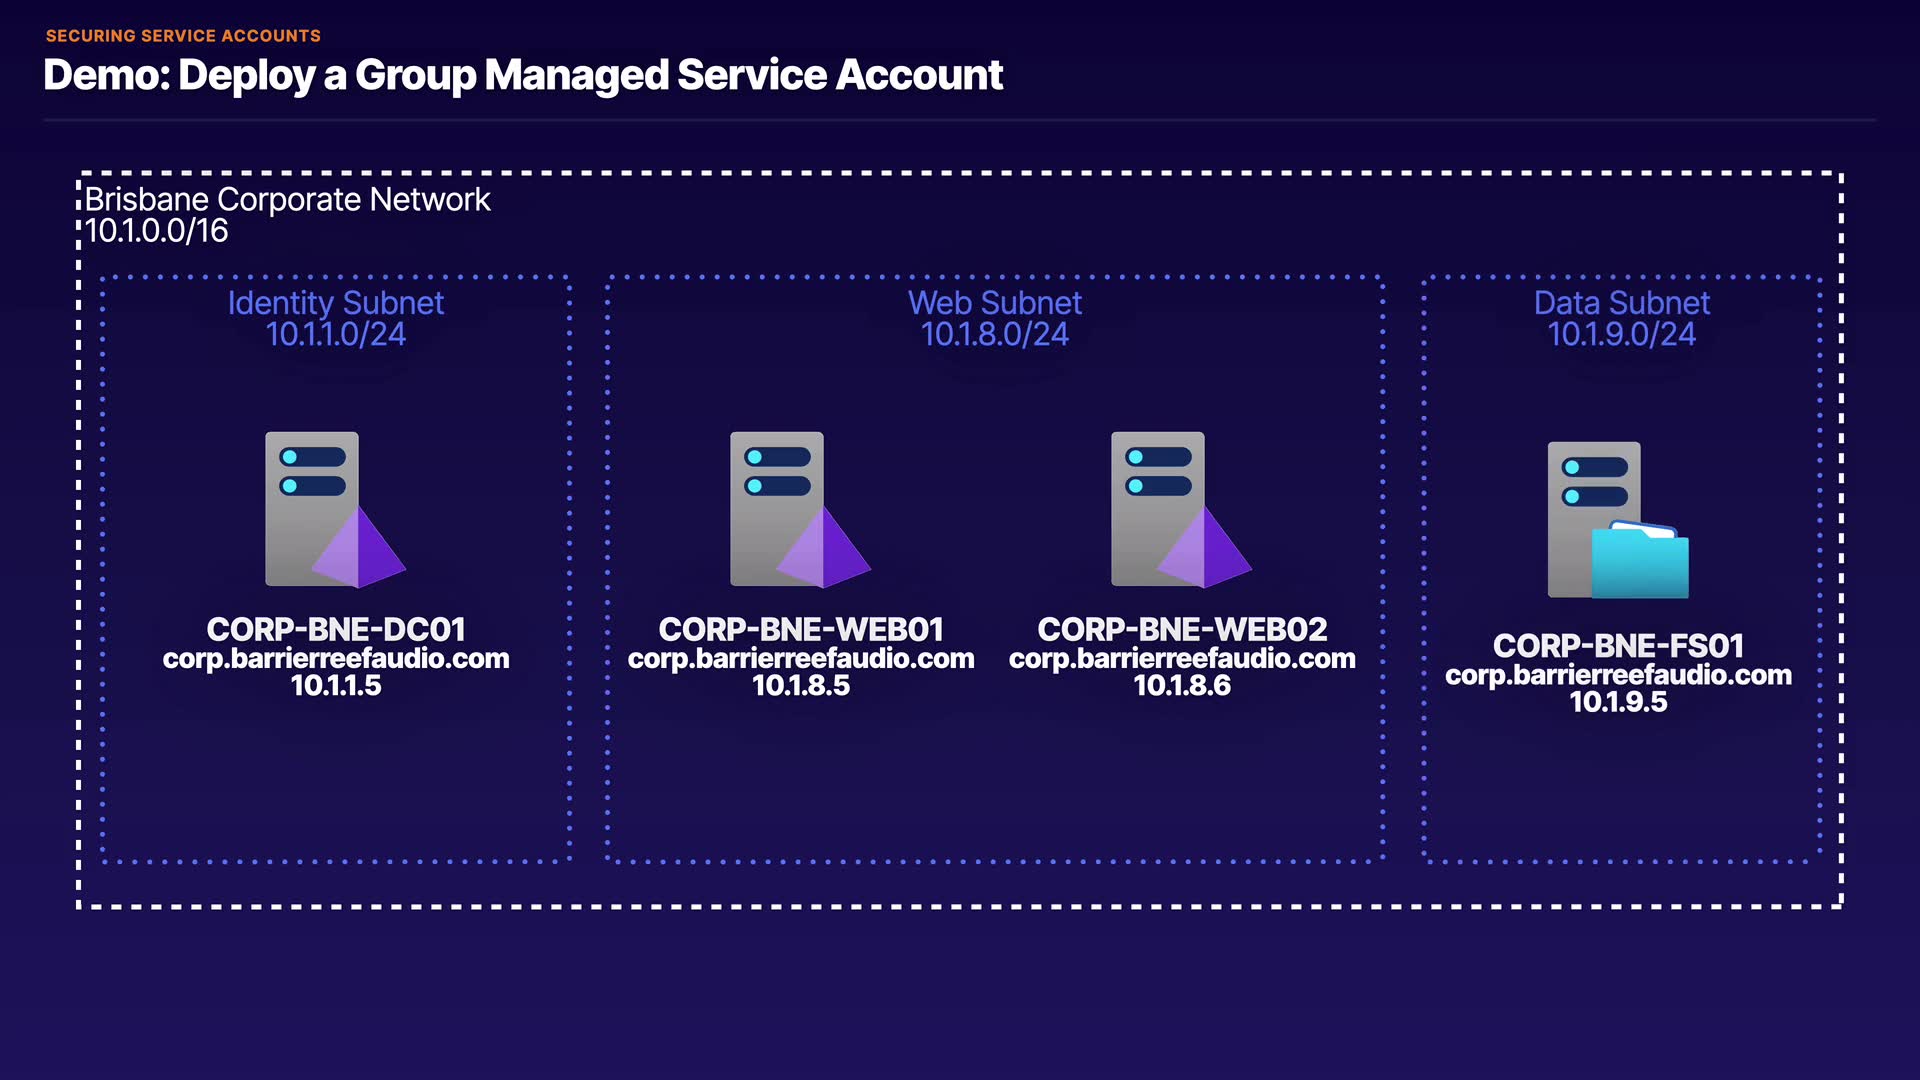 SECURING SERVICE ACCOUNTS
Demo: Deploy a Group Managed Service Account
Brisbane Corporate Network
10.1.0.0/16
Identity Subnet
10.1.1.0/24
CORP-BNE-DC01
corp.barrierreefaudio.com
10.1.1.5
Web Subnet
10.1.8.0/24
CORP-BNE-WEB01
corp.barrierreefaudio.com
10.1.8.5
CORP-BNE-WEB02
corp.barrierreefaudio.com
10.1.8.6
Data Subnet
10.1.9.0/24
CORP-BNE-FS01
corp.barrierreefaudio.com
10.1.9.5